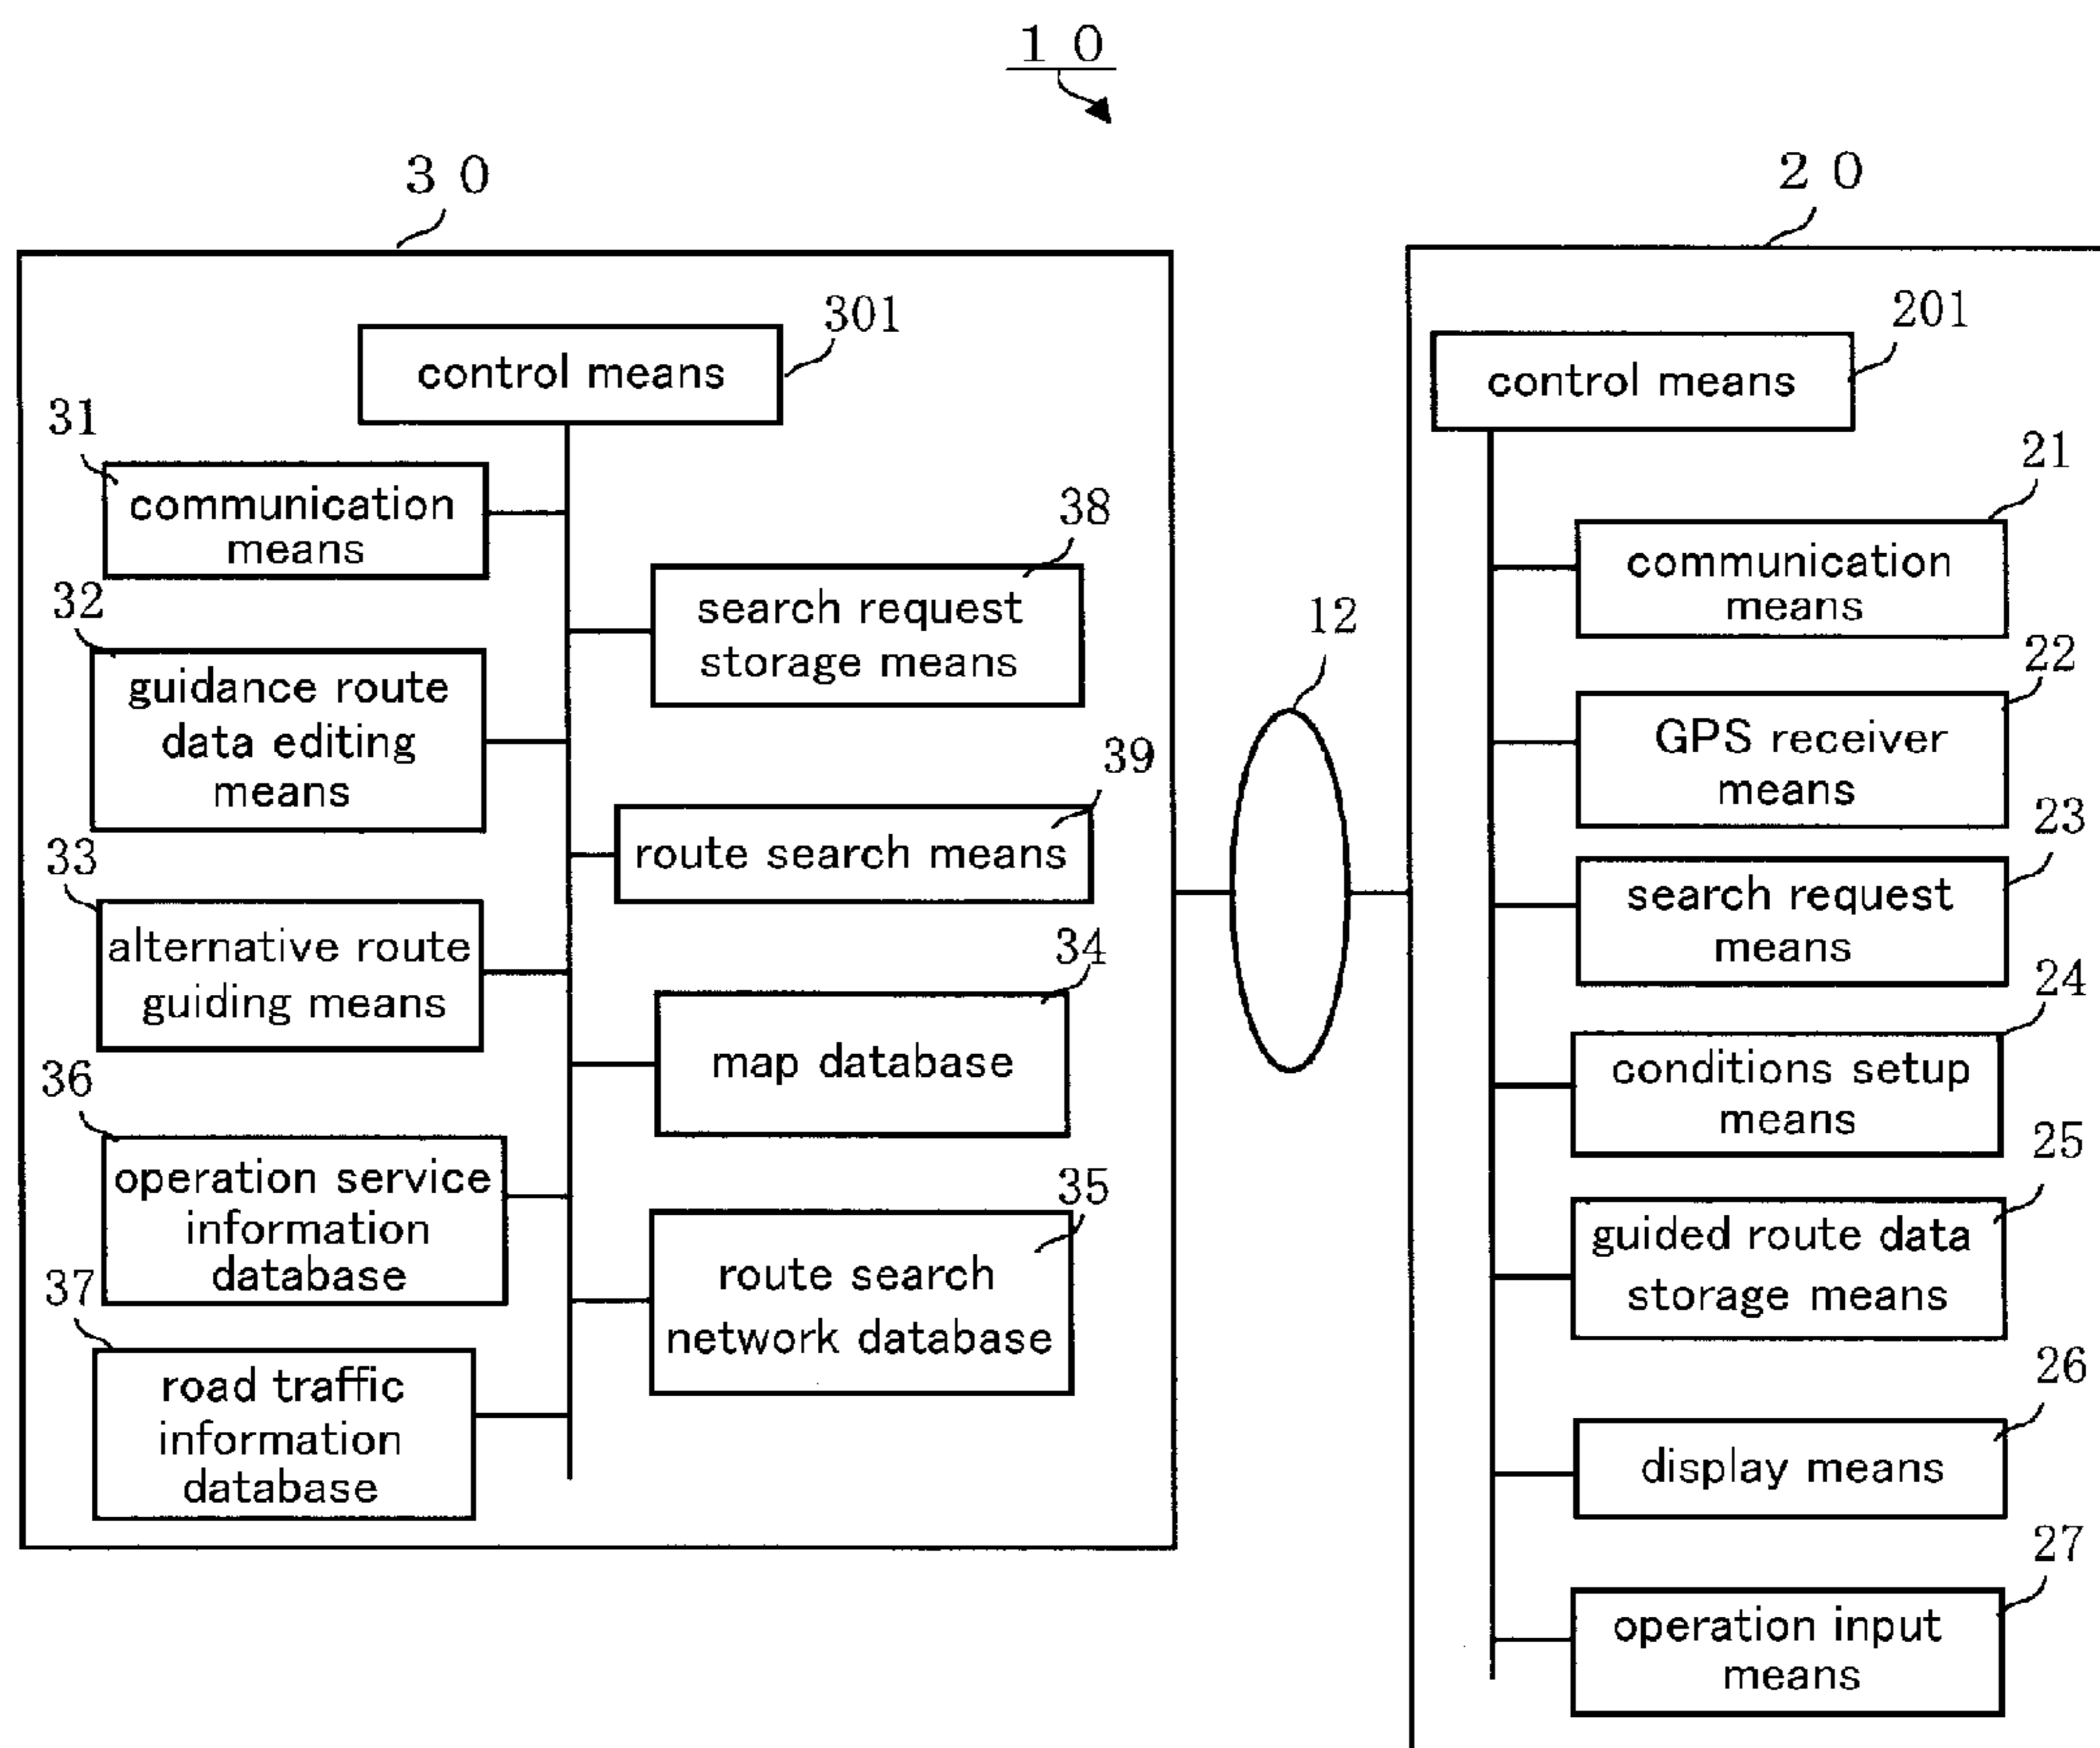 10
30
20
301
control means
31
communication
means
38
search request
storage means
32
guidance route
data editing
means
39
route search means
33
alternative route
guiding means
34
map database
36
operation service
information
database
35
route search
network database
37
road traffic
information
database
12
201
control means
21
communication
means
22
GPS receiver
means
23
search request
means
24
conditions setup
means
25
guided route data
storage means
26
display means
27
operation input
means